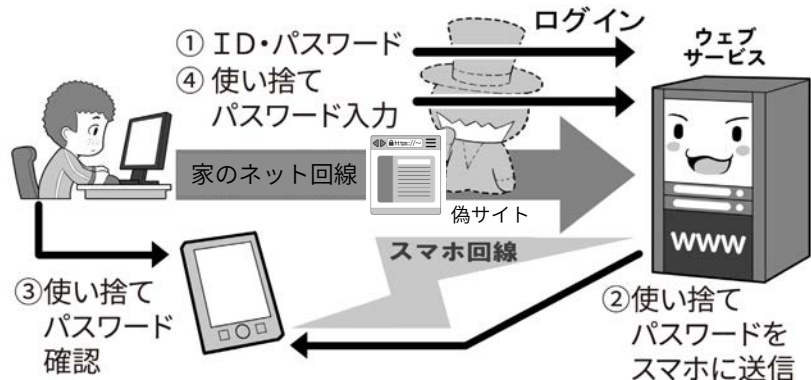 ① ID・パスワード
④ 使い捨て
パスワード入力
ログイン
ウェブ
サービス
家のネット回線
https://～
偽サイト
スマホ回線
WWW
③使い捨て
パスワード
確認
②使い捨て
パスワードを
スマホに送信